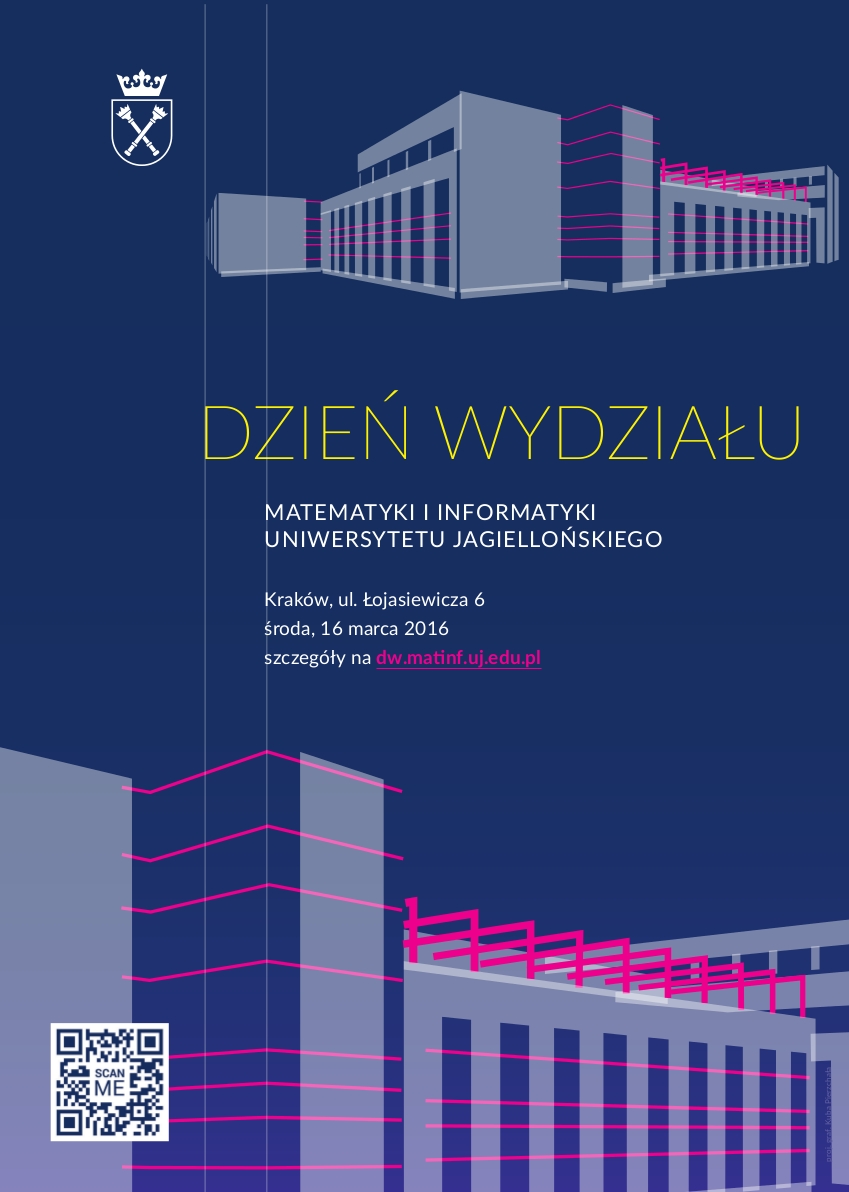 DZIEŃ WYDZIAŁU
MATEMATYKI I INFORMATYKI
UNIWERSYTETU JAGIELLOŃSKIEGO
Kraków, ul. Łojasiewicza 6
środa, 16 marca 2016
szczegóły na dw.matinf.uj.edu.pl
SCAN
ME